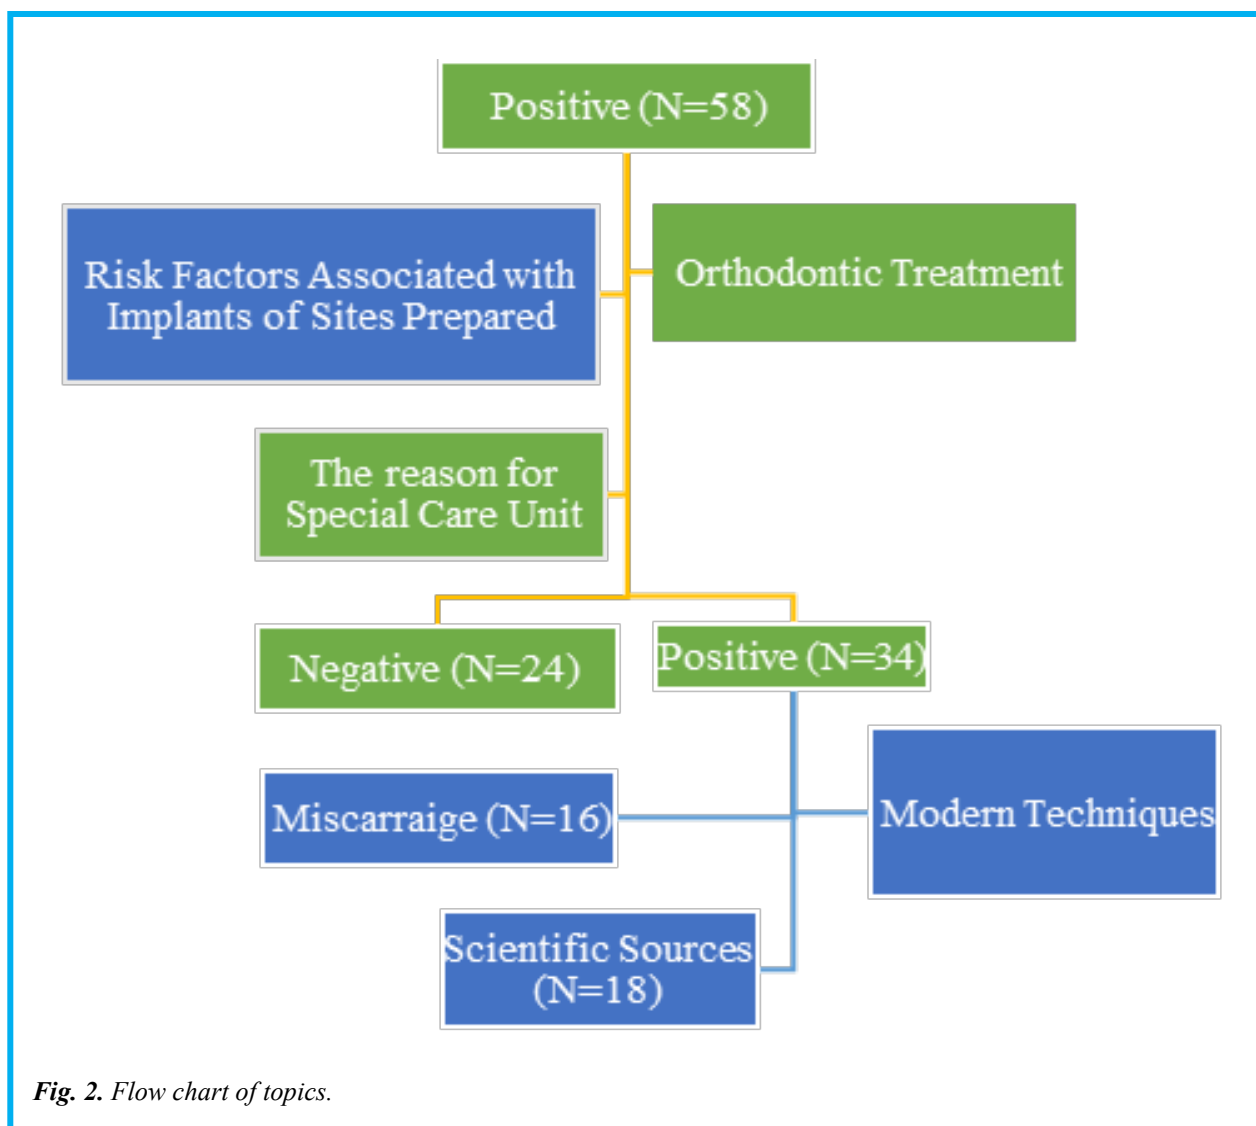 Positive (N=58)
Risk Factors Associated with
Implants of Sites Prepared
Orthodontic Treatment
The reason for
Special Care Unit
Negative (N=24)
Positive (N=34)
Miscarraige (N=16)
Modern Techniques
Scientific Sources
(N=18)
Fig. 2. Flow chart of topics.